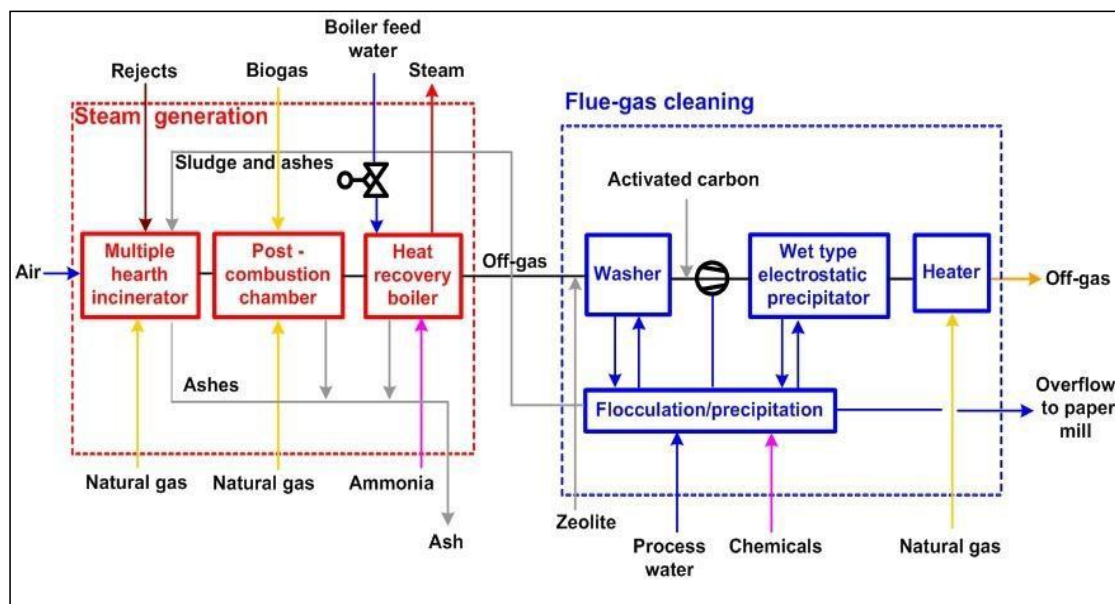 Boiler feed
water
Rejects
Biogas
Steam
Steam generation
Flue-gas cleaning
Sludge and ashes
Activated carbon
Air
Multiple
hearth
incinerator
Post -
combustion
chamber
Heat
recovery
boiler
Off-gas
Washer
Wet type
electrostatic
precipitator
Heater
Off-gas
Ashes
Flocculation/precipitation
Overflow
to paper
mill
Natural gas
Natural gas
Ammonia
Ash
Zeolite
Process
water
Chemicals
Natural gas